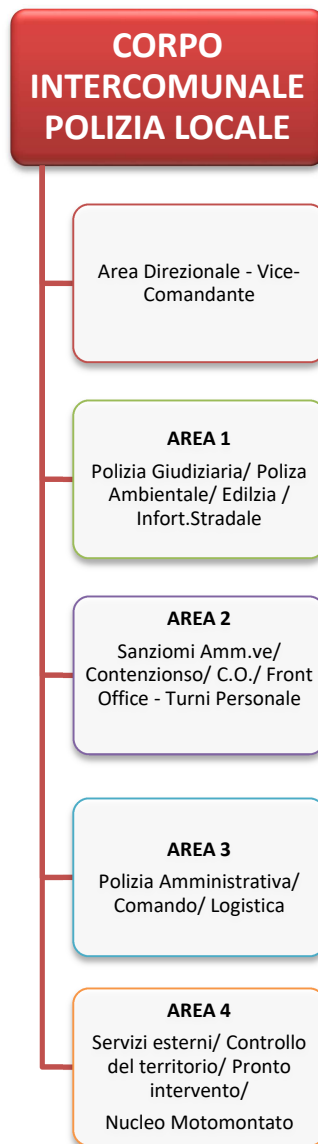 CORPO
INTERCOMUNALE
POLIZIA LOCALE
Area Direzionale - Vice-
Comandante
AREA 1
Polizia Giudiziaria/ Poliza
Ambientale/ Edilzia /
Infort.Stradale
AREA 2
Sanziomi Amm.ve/
Contenzionso/ C.O./ Front
Office - Turni Personale
AREA 3
Polizia Amministrativa/
Comando/ Logistica
AREA 4
Servizi esterni/ Controllo
del territorio/ Pronto
intervento/
Nucleo Motomontato